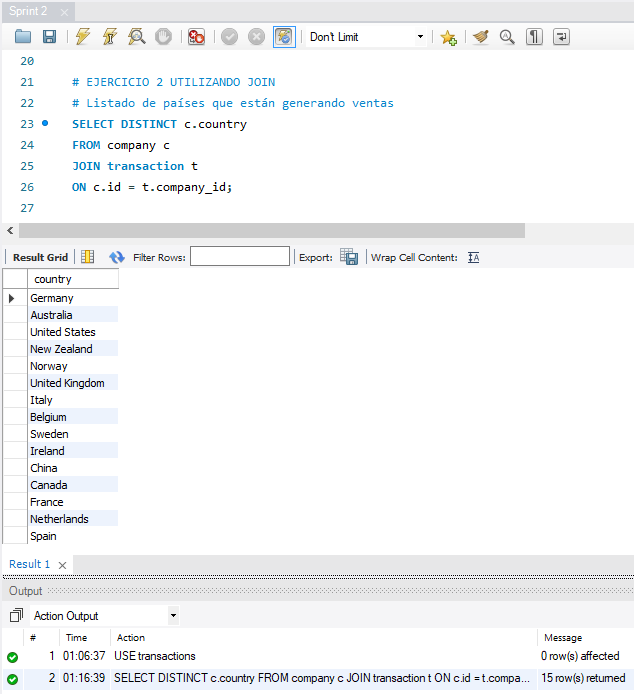 Sprint 2
Don't Limit
20
21 # EJERCICIO 2 UTILIZANDO JOIN
22 # Listado de países que están generando ventas
23 SELECT DISTINCT c.country
24 FROM company c
25 JOIN transaction t
26 ON c.id = t.company_id;
27
Result Grid Filter Rows: Export: Wrap Cell Content:
country
Germany
Australia
United States
New Zealand
Norway
United Kingdom
Italy
Belgium
Sweden
Ireland
China
Canada
France
Netherlands
Spain
Result 1
Output
Action Output
# Time Action Message
1 01:06:37 USE transactions 0 row(s) affected
2 01:16:39 SELECT DISTINCT c.country FROM company c JOIN transaction t ON c.id = t.compa... 15 row(s) returned